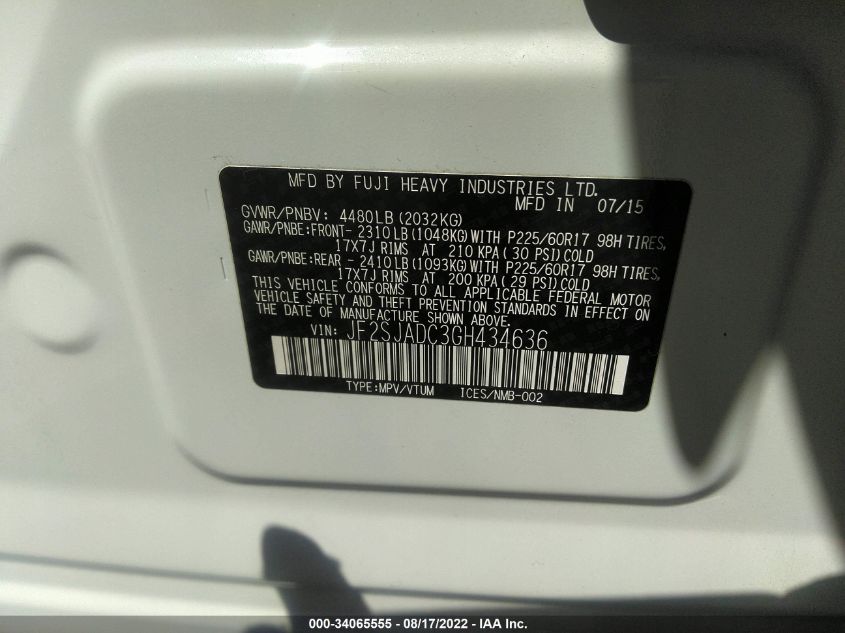 MFD BY FUJI HEAVY INDUSTRIES LTD.
MFD IN 07/15
GVWR/PNBV: 4480LB(2032KG)
GAWR/PNBE:FRONT- 2310LB(1048KG)WITH P225/60R17 98H TIRES,
17X7J RIMS AT 210 KPA(30 PSI)COLD
GAWR/PNBE:REAR - 2410LB(1093KG)WITH P225/60R17 98H TIRES,
17X7J RIMS AT 200 KPA(29 PSI)COLD
THIS VEHICLE CONFORMS TO ALL APPLICABLE FEDERAL MOTOR
VEHICLE SAFETY AND THEFT PREVENTION STANDARDS IN EFFECT ON
THE DATE OF MANUFACTURE SHOWN ABOVE.
VIN: JF2SJADC3GH434636
TYPE:MPV/VTUM ICES/NMB-002
000-34065555 - 08/17/2022 - IAA Inc.